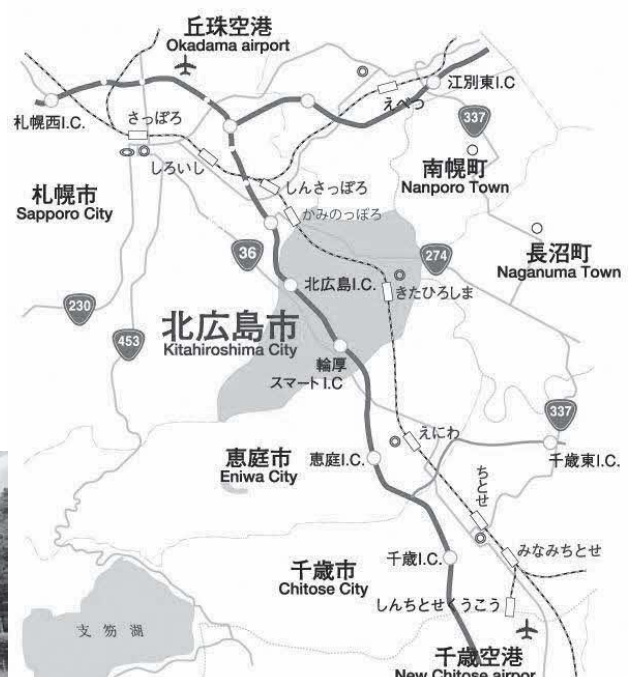 丘珠空港
Okadama airport
札幌西I.C.
さっぽろ
えべつ
江別東I.C
337
しろいし
しんさっぽろ
南幌町
Nanporo Town
札幌市
Sapporo City
かみのっぽろ
36
274
長沼町
Naganuma Town
230
北広島I.C.
きたひろしま
北広島市
Kitahiroshima City
453
輪厚
スマートI.C
337
えにわ
恵庭市
Eniwa City
恵庭I.C.
千歳東I.C.
ちとせ
みなみちとせ
千歳市
Chitose City
千歳I.C.
しんちとせくうこう
支笏湖
千歳空港
New Chitose airpor